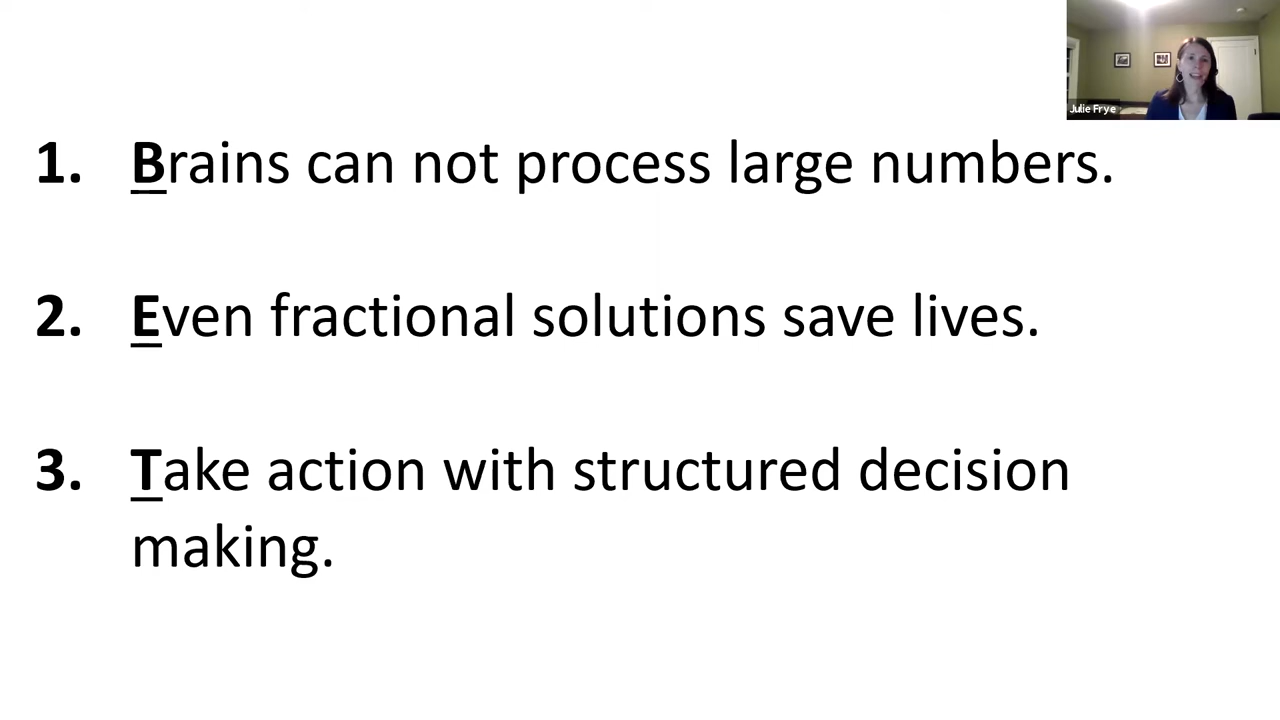 Julie Frye
1. Brains can not process large numbers.
2. Even fractional solutions save lives.
3. Take action with structured decision
making.